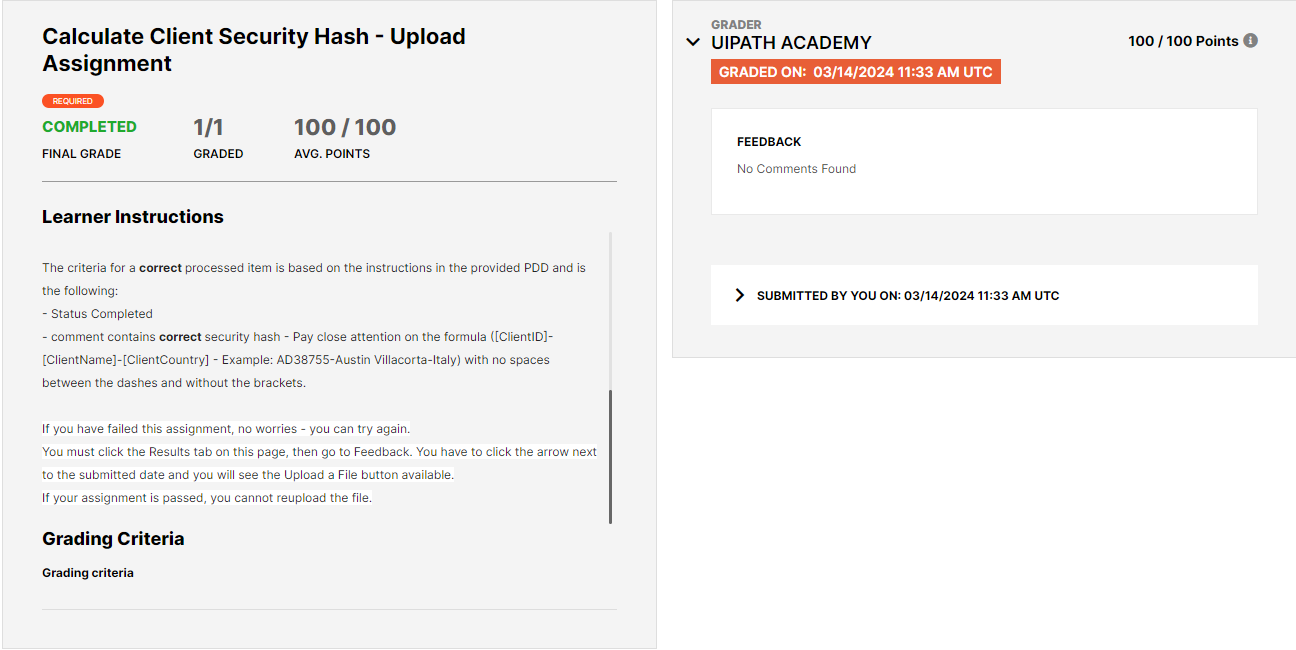 Calculate Client Security Hash - Upload
Assignment
REQUIRED
COMPLETED
FINAL GRADE
1/1
GRADED
100 / 100
AVG. POINTS
Learner Instructions
The criteria for a correct processed item is based on the instructions in the provided PDD and is
the following:
- Status Completed
- comment contains correct security hash - Pay close attention on the formula ([ClientID]-
[ClientName]-[ClientCountry] - Example: AD38755-Austin Villacorta-Italy) with no spaces
between the dashes and without the brackets.
If you have failed this assignment, no worries - you can try again.
You must click the Results tab on this page, then go to Feedback. You have to click the arrow next
to the submitted date and you will see the Upload a File button available.
If your assignment is passed, you cannot reupload the file.
Grading Criteria
Grading criteria
GRADER
UIPATH ACADEMY
100 / 100 Points
GRADED ON: 03/14/2024 11:33 AM UTC
FEEDBACK
No Comments Found
SUBMITTED BY YOU ON: 03/14/2024 11:33 AM UTC